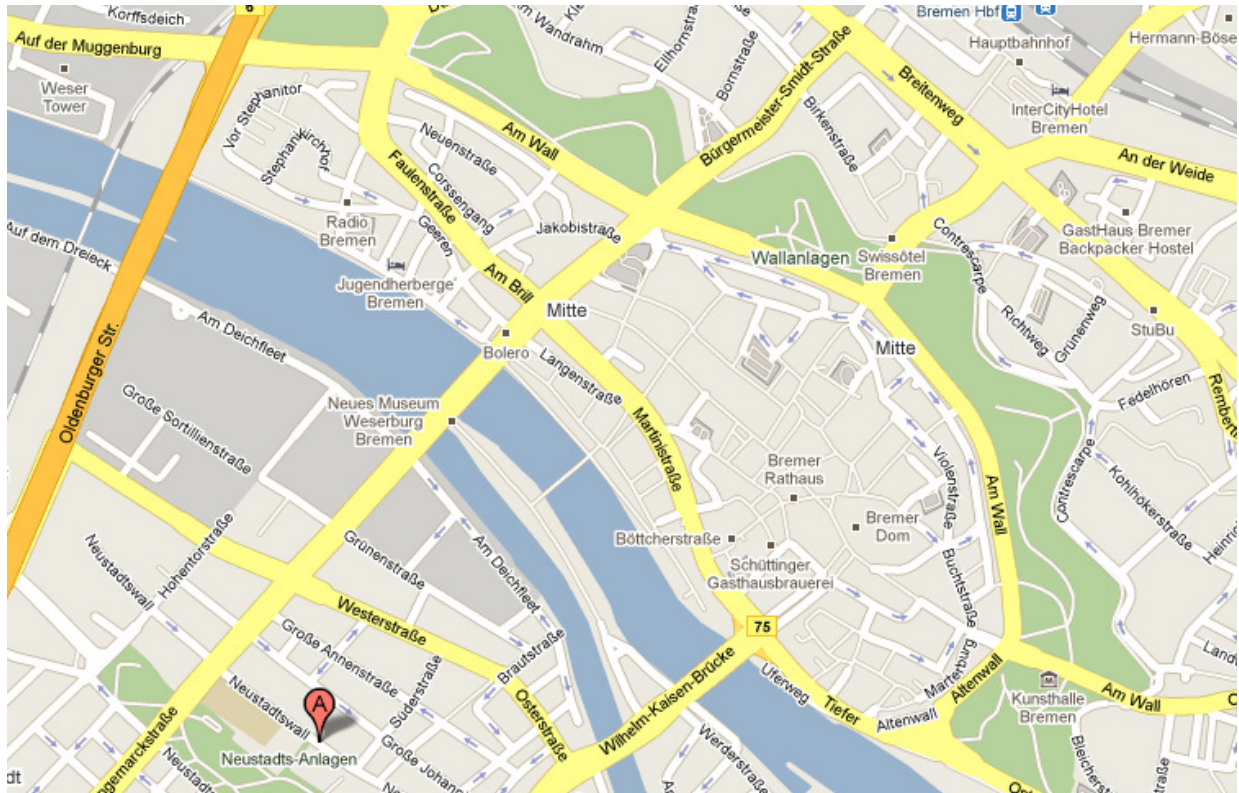 Korffsdeich
6
Auf der Muggenburg
Weser
Tower
Am Wandrahm
Ellhornstraße
Bornstraße
Bürgermeister-Smidt-Straße
Bremen Hbf
Hauptbahnhof
Hermann-Böse
Breitenweg
InterCityHotel
Bremen
An der Weide
Birkenstraße
Vor Stephanitor
Stephanikirchhof
Neuenstraße
Am Wall
Corssengang
Faulenstraße
Geeren
Radio
Bremen
Jakobistraße
Jugendherberge
Bremen
Am Brill
Mitte
Wallanlagen
Swissôtel
Bremen
Contrescarpe
GastHaus Bremer
Backpacker Hostel
Richtweg
Grünenweg
StuBu
Mitte
Auf dem Dreieck
Am Deichfleet
Oldenburger Str.
Bolero
Langenstraße
Neues Museum
Weserburg
Bremen
Große Sortillienstraße
Martinistraße
Fedelhören
Contrescarpe
Kohlhökerstraße
Bremer
Rathaus
Violenstraße
Am Wall
Bremer
Dom
Böttcherstraße
Schüttinger
Gasthausbrauerei
Buchtstraße
Neustadtswall
Hohentorstraße
Grünenstraße
Am Deichfleet
Westerstraße
Große Annenstraße
Süderstraße
Brautstraße
Osterstraße
75
Wilhelm-Kaisen-Brücke
Uferweg
Tiefer
Marterburg
Altenwall
Altenwall
Kunsthalle
Bremen
Am Wall
A
Neustadtswall
Neustadts-Anlagen
Große Johann
Werderstraße